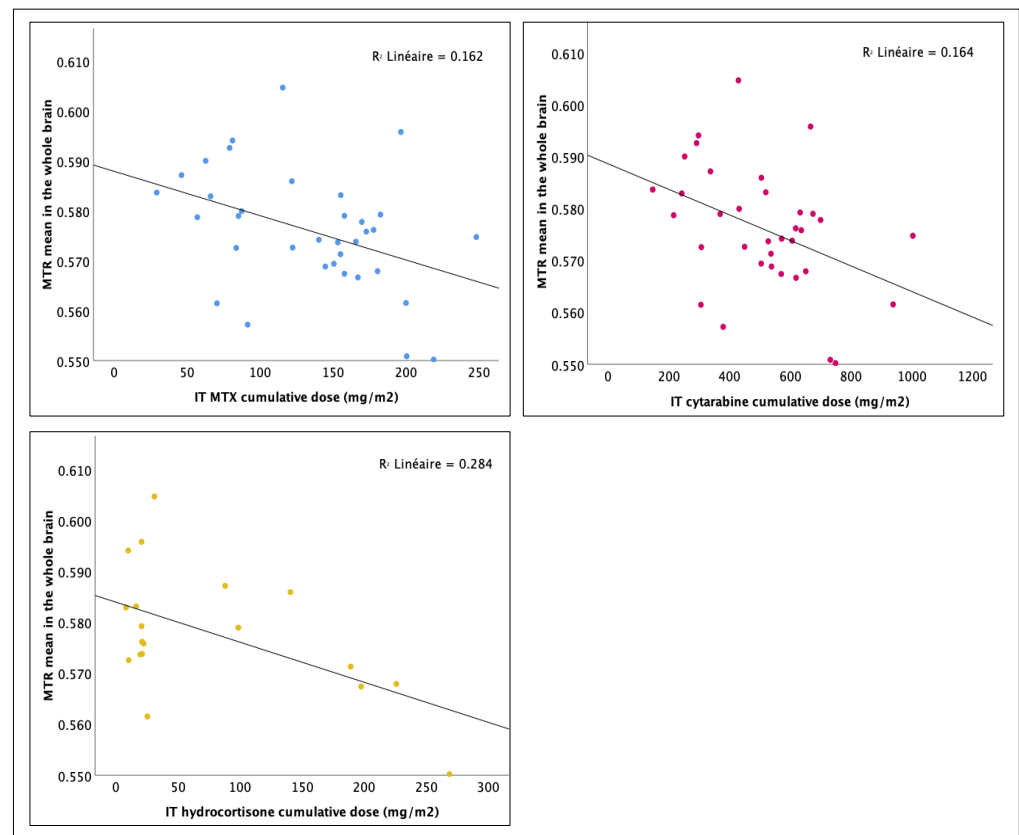 R² Linéaire = 0.162
MTR mean in the whole brain
0.610
0.600
0.590
0.580
0.570
0.560
0.550
0 50 100 150 200 250
IT MTX cumulative dose (mg/m2)
R² Linéaire = 0.164
MTR mean in the whole brain
0.610
0.600
0.590
0.580
0.570
0.560
0.550
0 200 400 600 800 1000 1200
IT cytarabine cumulative dose (mg/m2)
R² Linéaire = 0.284
MTR mean in the whole brain
0.610
0.600
0.590
0.580
0.570
0.560
0.550
0 50 100 150 200 250 300
IT hydrocortisone cumulative dose (mg/m2)